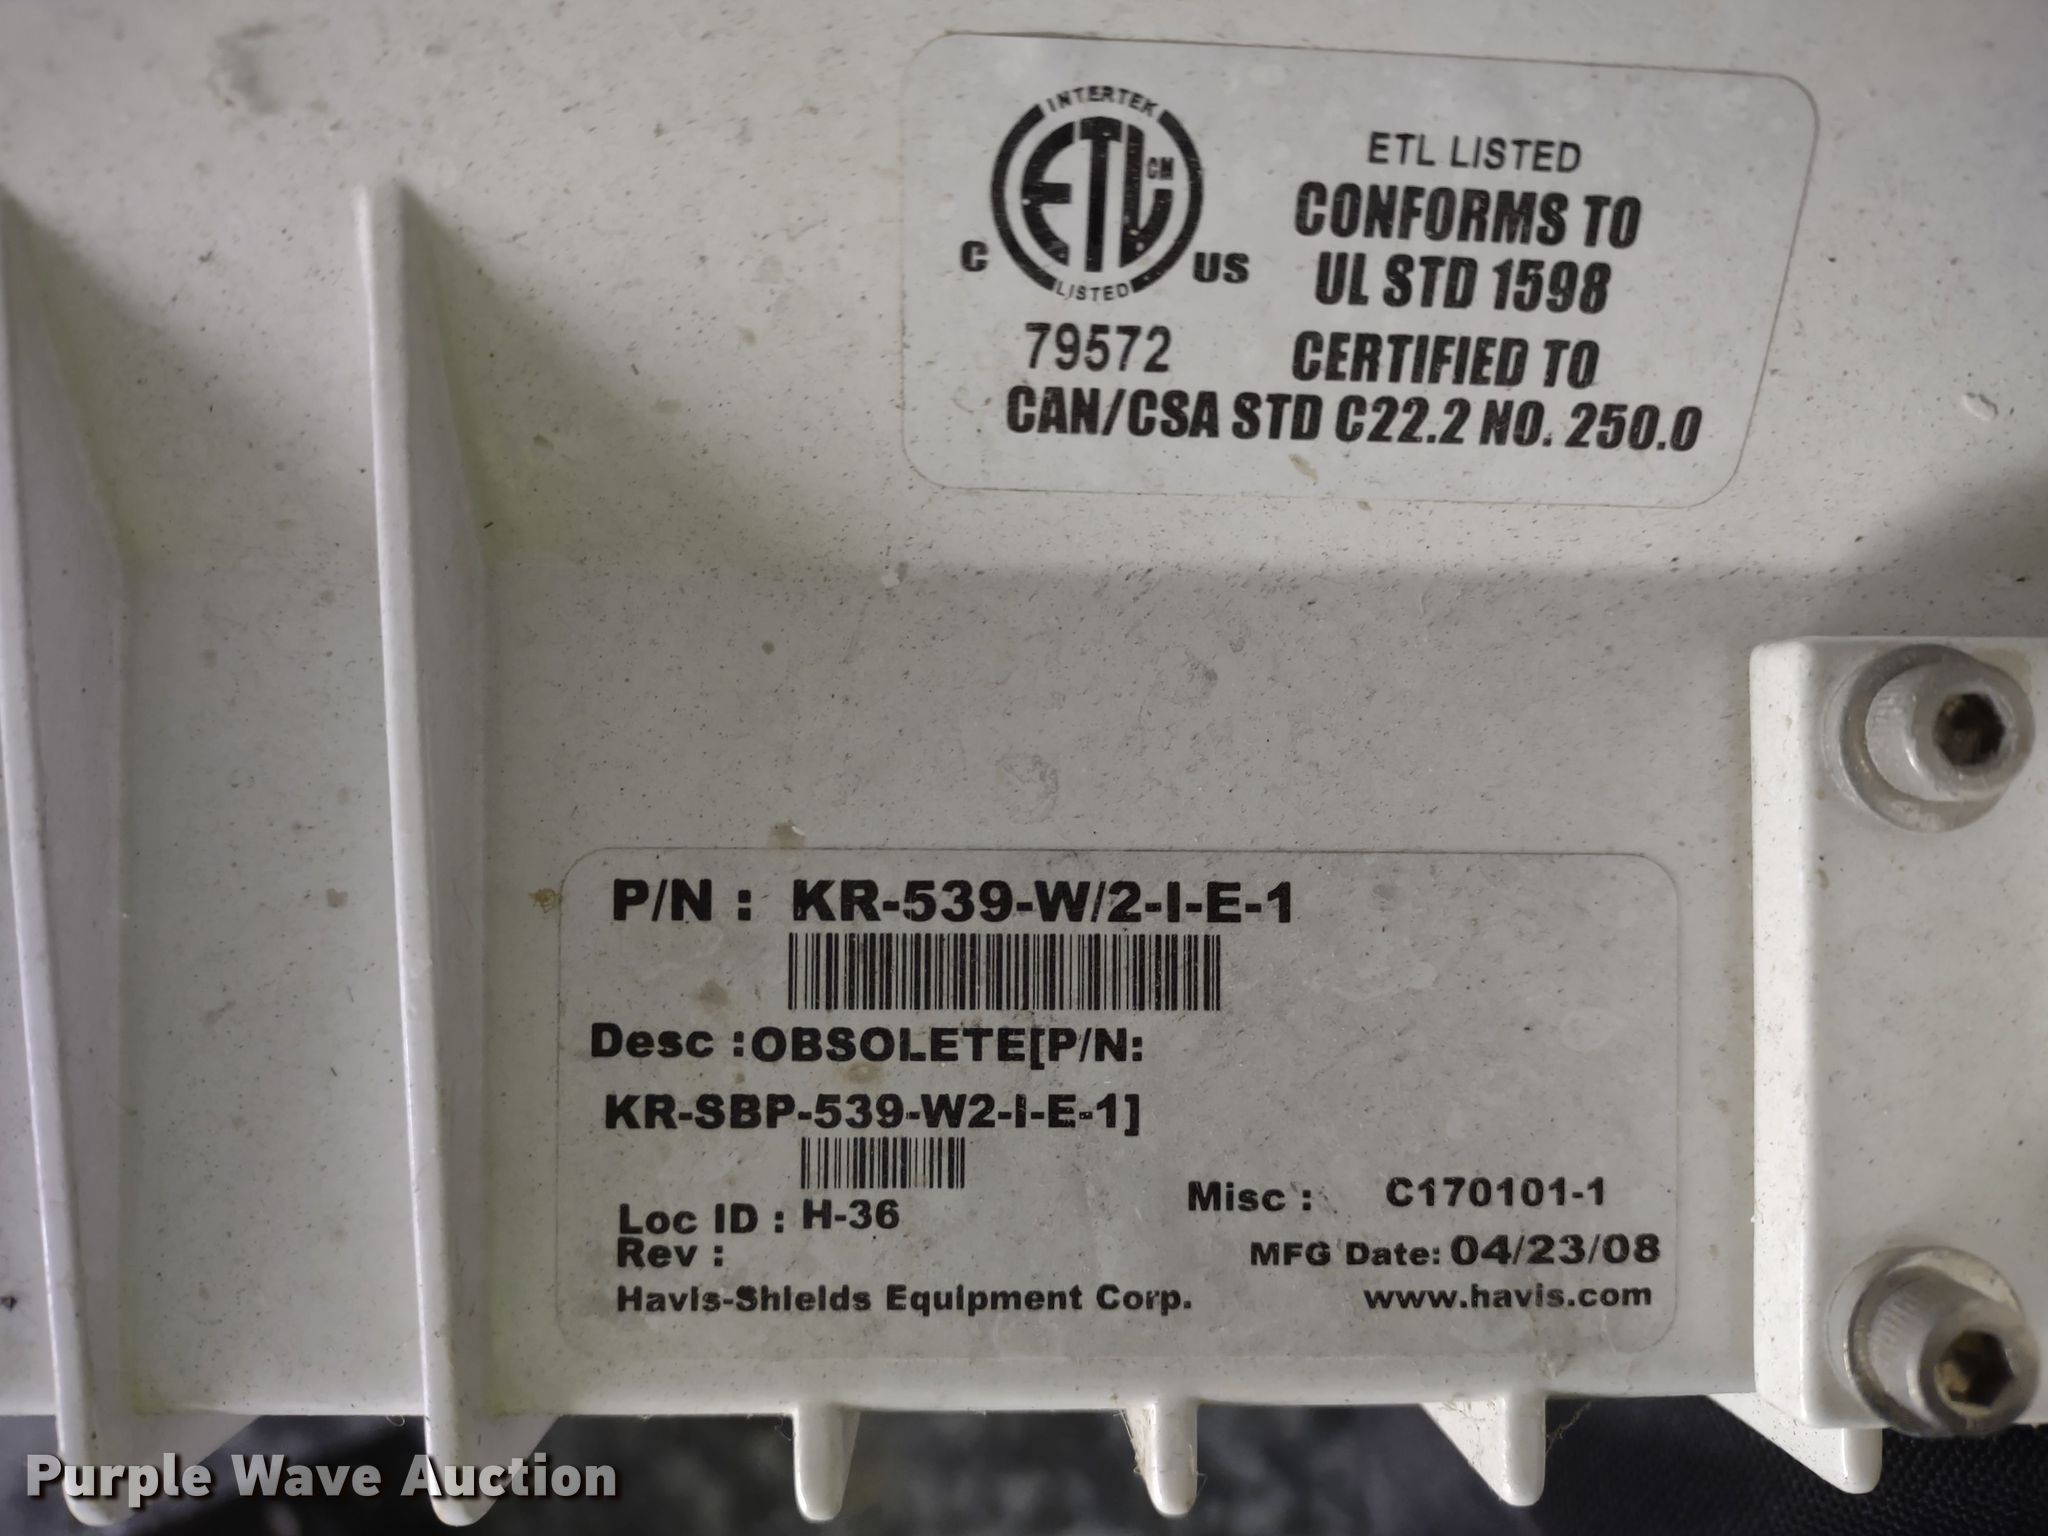 INTERTEK
ETL CM
LISTED
C US
79572
ETL LISTED
CONFORMS TO
UL STD 1598
CERTIFIED TO
CAN/CSA STD C22.2 NO. 250.0
P/N : KR-539-W/2-I-E-1
Desc :OBSOLETE[P/N:
KR-SBP-539-W2-I-E-1]
Loc ID : H-36
Misc : C170101-1
Rev :
MFG Date: 04/23/08
Havis-Shields Equipment Corp.
www.havis.com
Purple Wave Auction